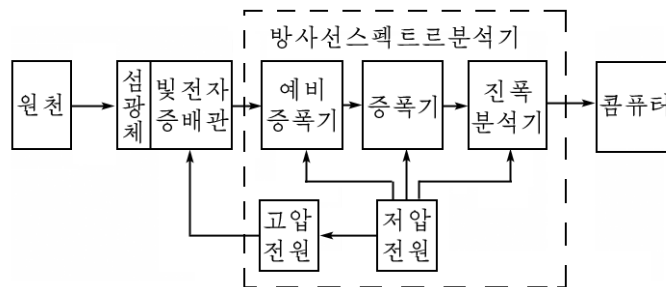 방사선스펙트르분석기
원천
섬광체
빛전자
증배관
예비
증폭기
증폭기
진폭
분석기
콤퓨터
고압
전원
저압
전원